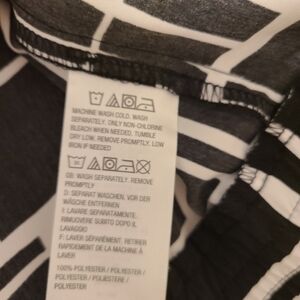 MACHINE WASH COLD, WASH
SEPARATELY, ONLY NON-CHLORINE
BLEACH WHEN NEEDED, TUMBLE
DRY LOW. REMOVE PROMPTLY, LOW
IRON IF NEEDED
GB: WASH SEPARATELY. REMOVE
PROMPTLY
D: SEPARAT WASCHEN, VOR DER
WÄSCHE ENTFERNEN
I: LAVARE SEPARATAMENTE
RIMUOVERE SUBITO DOPO IL
LAVAGGIO
F: LAVER SÉPARÉMENT, RETIRER
RAPIDEMENT DE LA MACHINE À
LAVER
100% POLYESTER / POLYESTER /
POLIESTERE / POLYESTER